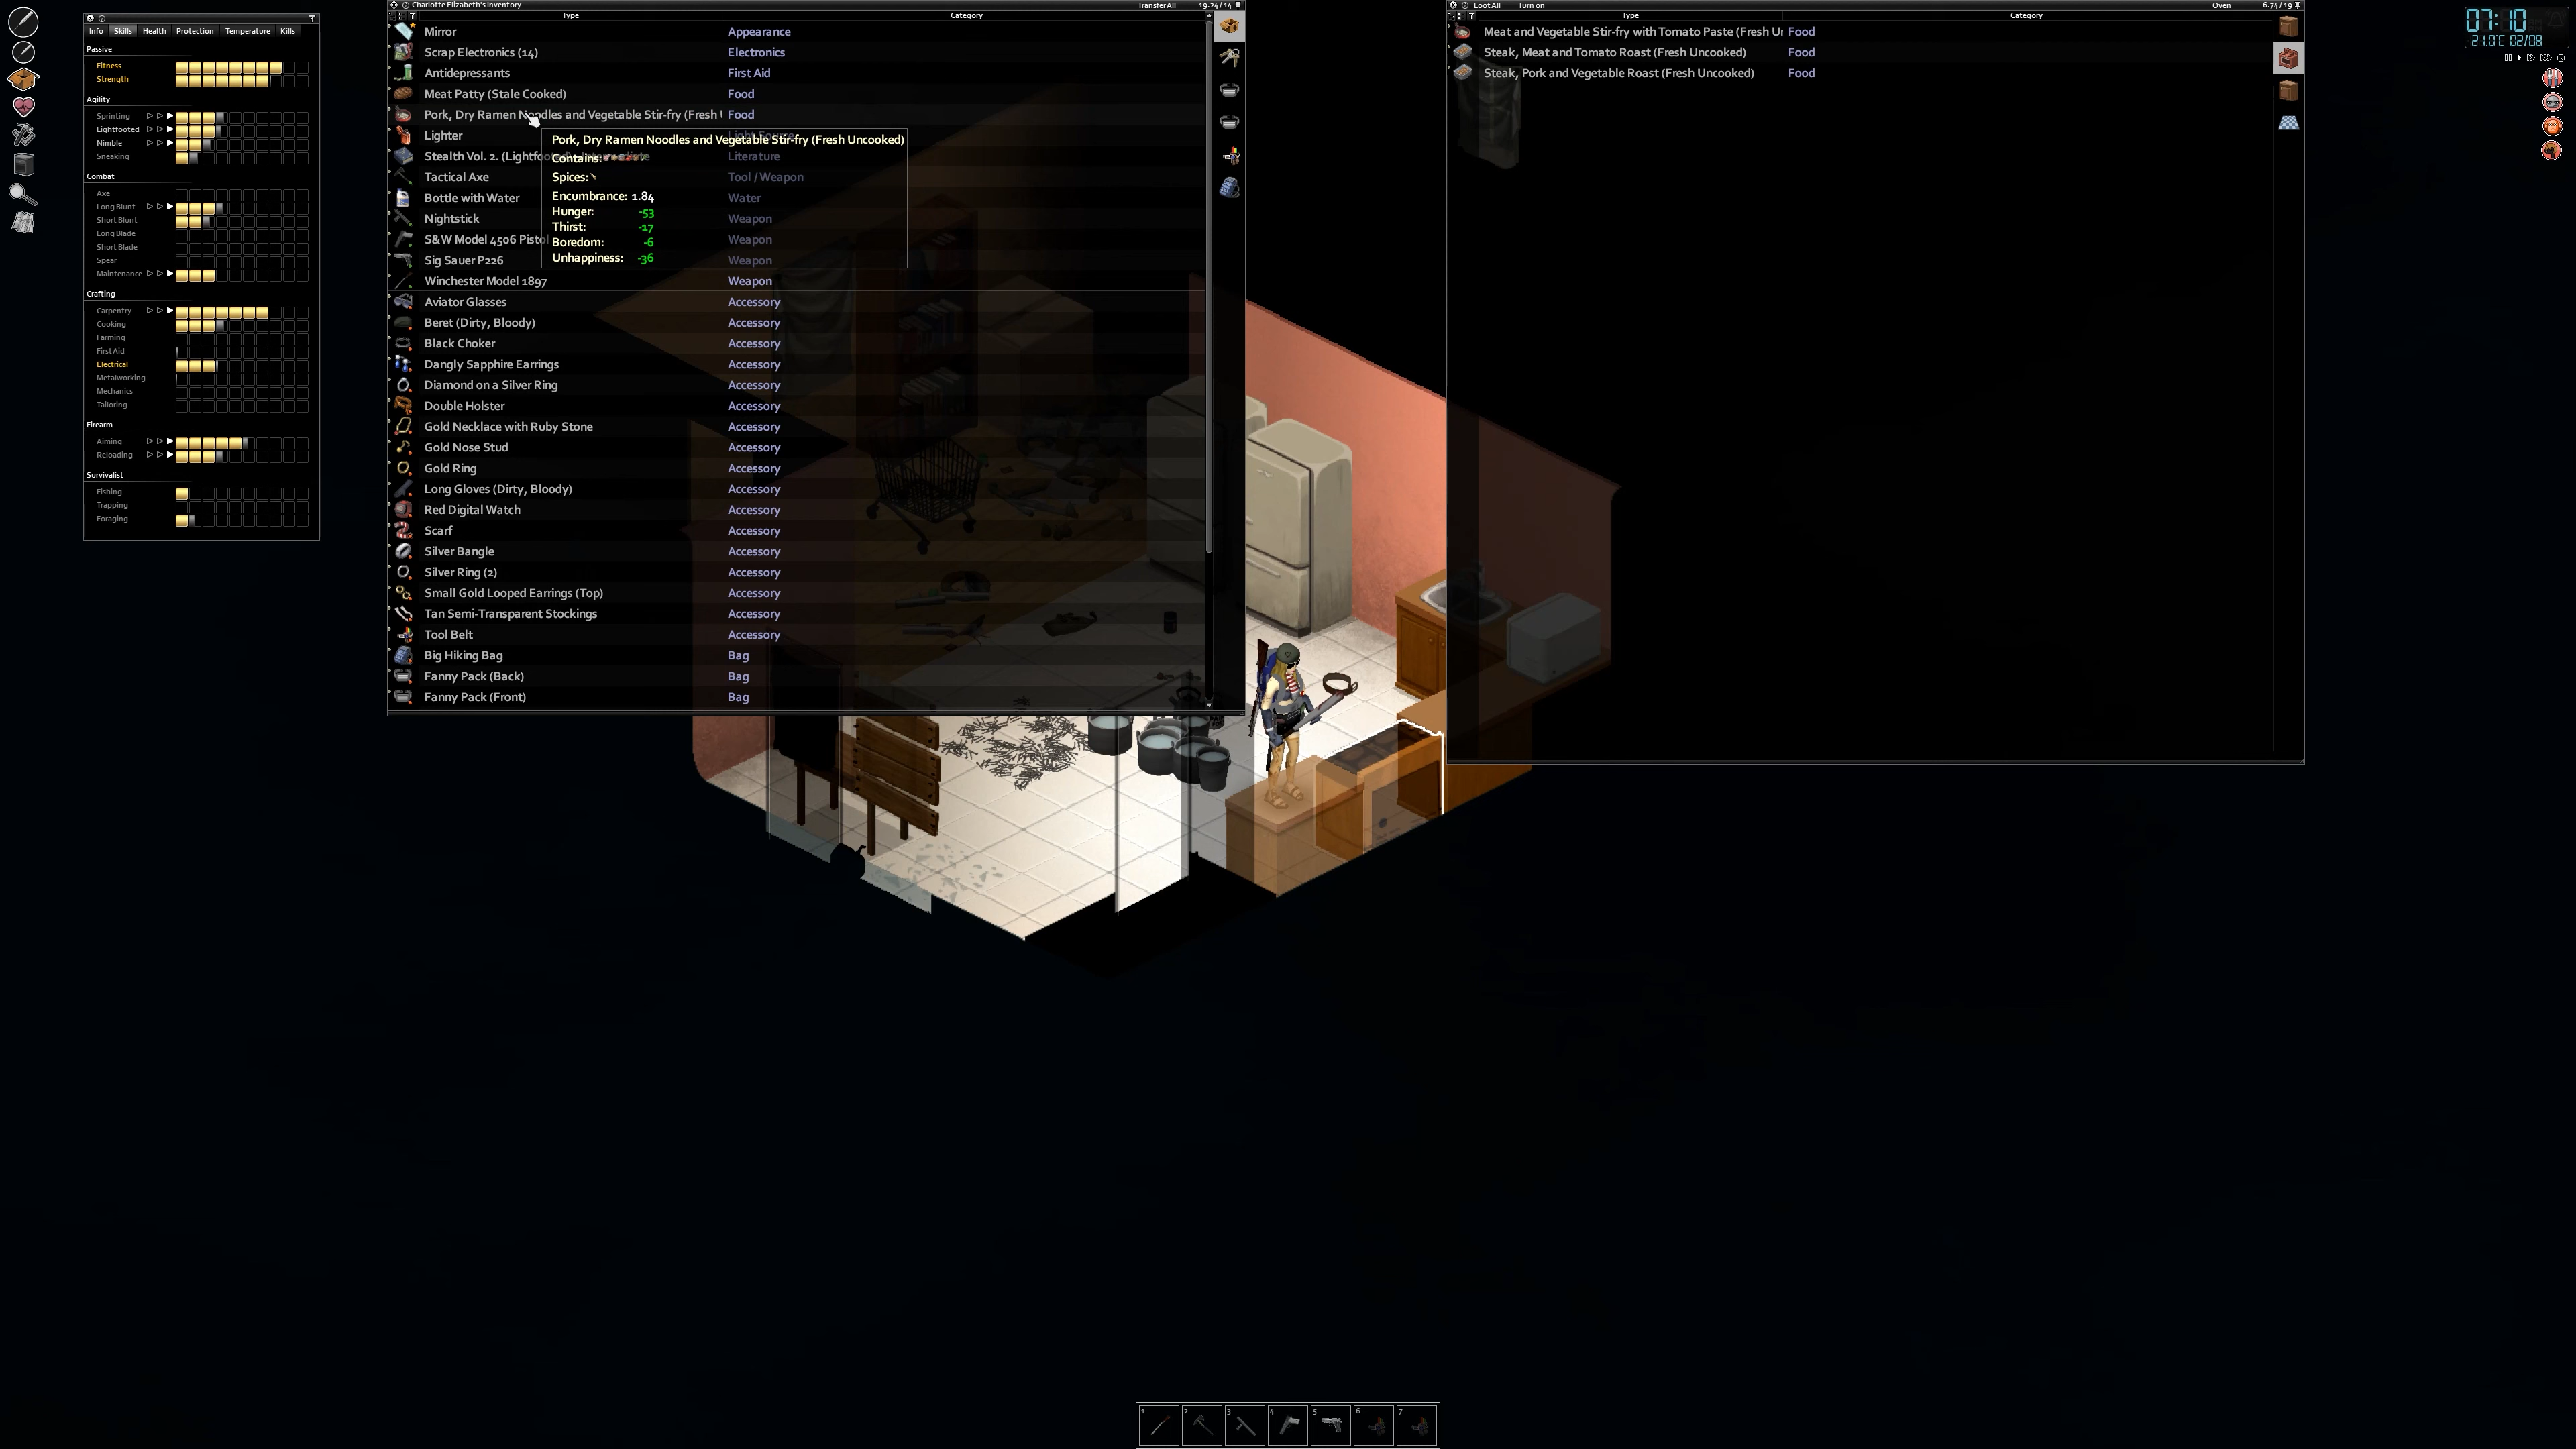 Info Skills Health Protection Temperature Kills
Passive
Fitness
Strength
Agility
Sprinting
Lightfooted
Nimble
Sneaking
Combat
Axe
Long Blunt
Short Blunt
Long Blade
Short Blade
Spear
Maintenance
Crafting
Carpentry
Cooking
Farming
First Aid
Electrical
Metalworking
Mechanics
Tailoring
Firearm
Aiming
Reloading
Survivalist
Fishing
Trapping
Foraging
Charlotte Elizabeth's Inventory Transfer All 19.24 / 14
Type Category
Mirror Appearance
Scrap Electronics (14) Electronics
Antidepressants First Aid
Meat Patty (Stale Cooked) Food
Pork, Dry Ramen Noodles and Vegetable Stir-fry (Fresh Food
Lighter
Stealth Vol. 2. Literature
Tactical Axe Tool / Weapon
Bottle with Water Water
Nightstick Weapon
S&W Model 4506 Pistol Weapon
Sig Sauer P226 Weapon
Winchester Model 1897 Weapon
Aviator Glasses Accessory
Beret (Dirty, Bloody) Accessory
Black Choker Accessory
Dangly Sapphire Earrings Accessory
Diamond on a Silver Ring Accessory
Double Holster Accessory
Gold Necklace with Ruby Stone Accessory
Gold Nose Stud Accessory
Gold Ring Accessory
Long Gloves (Dirty, Bloody) Accessory
Red Digital Watch Accessory
Scarf Accessory
Silver Bangle Accessory
Silver Ring (2) Accessory
Small Gold Looped Earrings (Top) Accessory
Tan Semi-Transparent Stockings Accessory
Tool Belt Accessory
Big Hiking Bag Bag
Fanny Pack (Back) Bag
Fanny Pack (Front) Bag
Pork, Dry Ramen Noodles and Vegetable Stir-fry (Fresh Uncooked)
Contains:
Spices:
Encumbrance: 1.84
Hunger: -53
Thirst: -17
Boredom: -6
Unhappiness: -36
Loot All Turn on Oven 6.74 / 19
Type Category
Meat and Vegetable Stir-fry with Tomato Paste (Fresh Food
Steak, Meat and Tomato Roast (Fresh Uncooked) Food
Steak, Pork and Vegetable Roast (Fresh Uncooked) Food
07:10
21.0°C 02/08
1 2 3 4 5 6 7